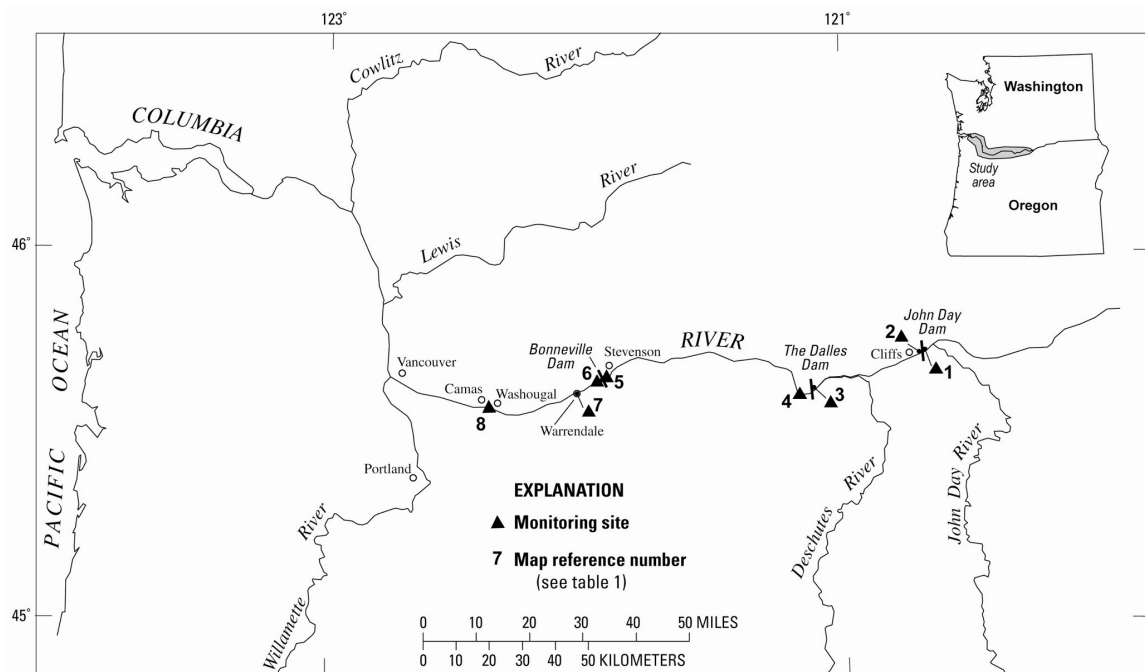 123°
121°
Cowlitz
River
Washington
COLUMBIA
Study
area
Oregon
River
46°
Lewis
PACIFIC OCEAN
2
John Day
Dam
RIVER
Bonneville
Dam
Stevenson
The Dalles
Dam
Cliffs
1
Vancouver
6
5
Camas
Washougal
4
3
8
7
Warrendale
Portland
EXPLANATION
Monitoring site
7 Map reference number
(see table 1)
River
Willamette
River
Deschutes
John Day River
45°
0 10 20 30 40 50 MILES
0 10 20 30 40 50 KILOMETERS